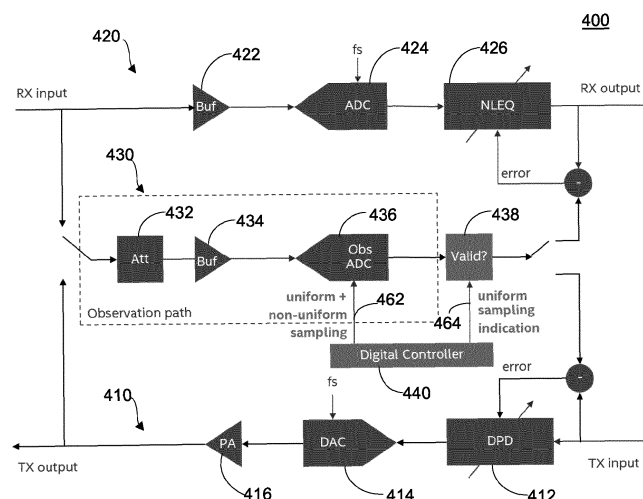 400
420
422
fs
424
426
RX input
Buf
ADC
NLEQ
RX output
error
-
430
432
434
436
438
Att
Buf
Obs
ADC
Valid?
Observation path
uniform +
non-uniform
sampling
462
464
uniform
sampling
indication
Digital Controller
440
error
-
410
fs
PA
DAC
DPD
TX output
416
414
412
TX input